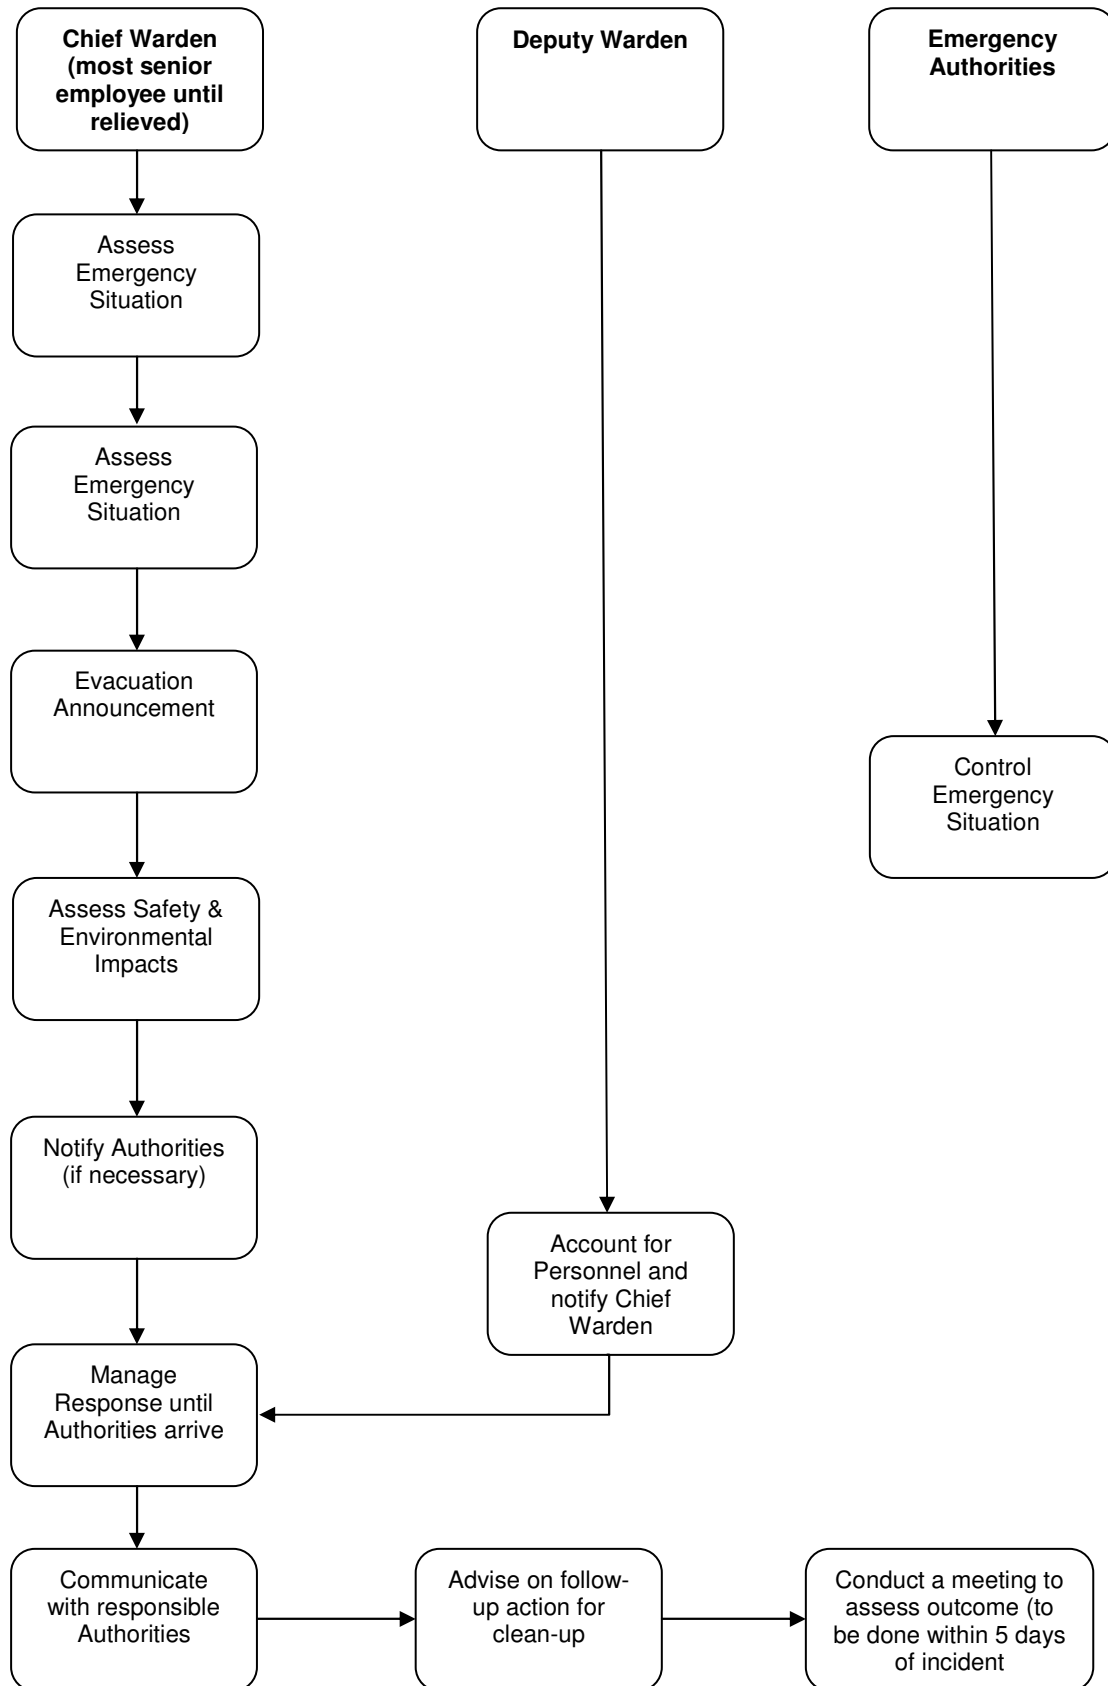 Chief Warden
(most senior
employee until
relieved)
Deputy Warden
Emergency
Authorities
Assess
Emergency
Situation
Assess
Emergency
Situation
Evacuation
Announcement
Control
Emergency
Situation
Assess Safety &
Environmental
Impacts
Notify Authorities
(if necessary)
Account for
Personnel and
notify Chief
Warden
Manage
Response until
Authorities arrive
Communicate
with responsible
Authorities
Advise on follow-
up action for
clean-up
Conduct a meeting to
assess outcome (to
be done within 5 days
of incident